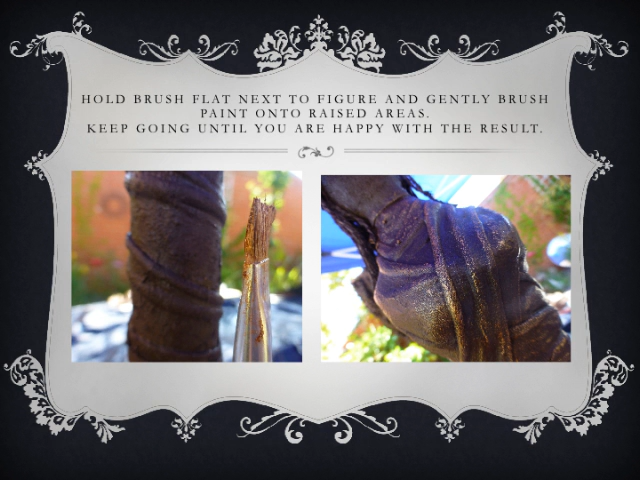 HOLD BRUSH FLAT NEXT TO FIGURE AND GENTLY BRUSH
PAINT ONTO RAISED AREAS.
KEEP GOING UNTIL YOU ARE HAPPY WITH THE RESULT.